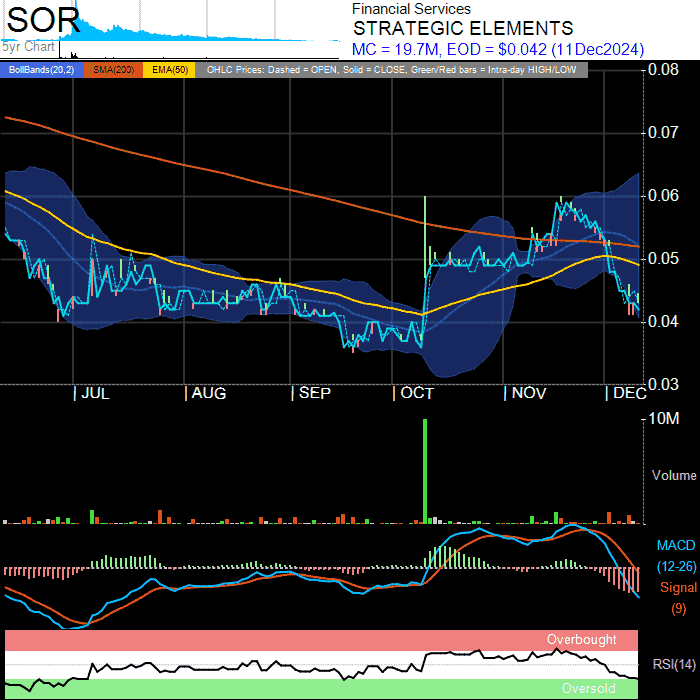 SOR
5yr Chart
Financial Services
STRATEGIC ELEMENTS
MC = 19.7M, EOD = $0.042 (11Dec2024)
BollBands(20,2) SMA(200) EMA(50) OHLC Prices: Dashed = OPEN, Solid = CLOSE, Green/Red bars = Intra-day HIGH/LOW
0.08
0.07
0.06
0.05
0.04
0.03
JUL AUG SEP OCT NOV DEC
10M
Volume
MACD
(12-26)
Signal
(9)
Overbought
RSI(14)
Oversold